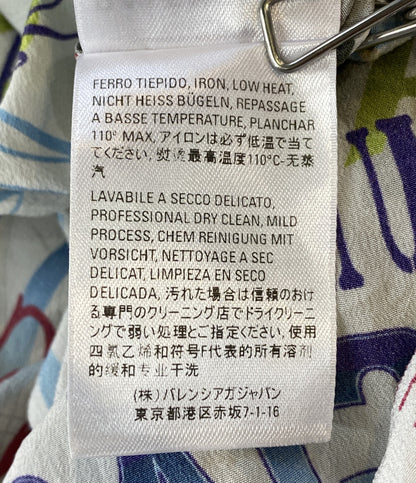 FERRO TIEPIDO, IRON, LOW HEAT,
NICHT HEISS BÜGELN, REPASSAGE
A BASSE TEMPERATURE, PLANCHAR
110° MAX, アイロンは必ず低温で当て
てください, 熨烫最高温度110°C-无蒸
汽
LAVABILE A SECCO DELICATO,
PROFESSIONAL DRY CLEAN, MILD
PROCESS, CHEM REINIGUNG MIT
VORSICHT, NETTOYAGE A SEC
DELICAT, LIMPIEZA EN SECO
DELICADA, 汚れた場合は信頼のおけ
る専門のクリーニング店でドライクリーニ
ングで弱い処理とご指定ください, 使用
四氯乙烯和符号F代表的所有溶剂
的缓和专业干洗
(株) バレンシアガジャパン
東京都港区赤坂7-1-16